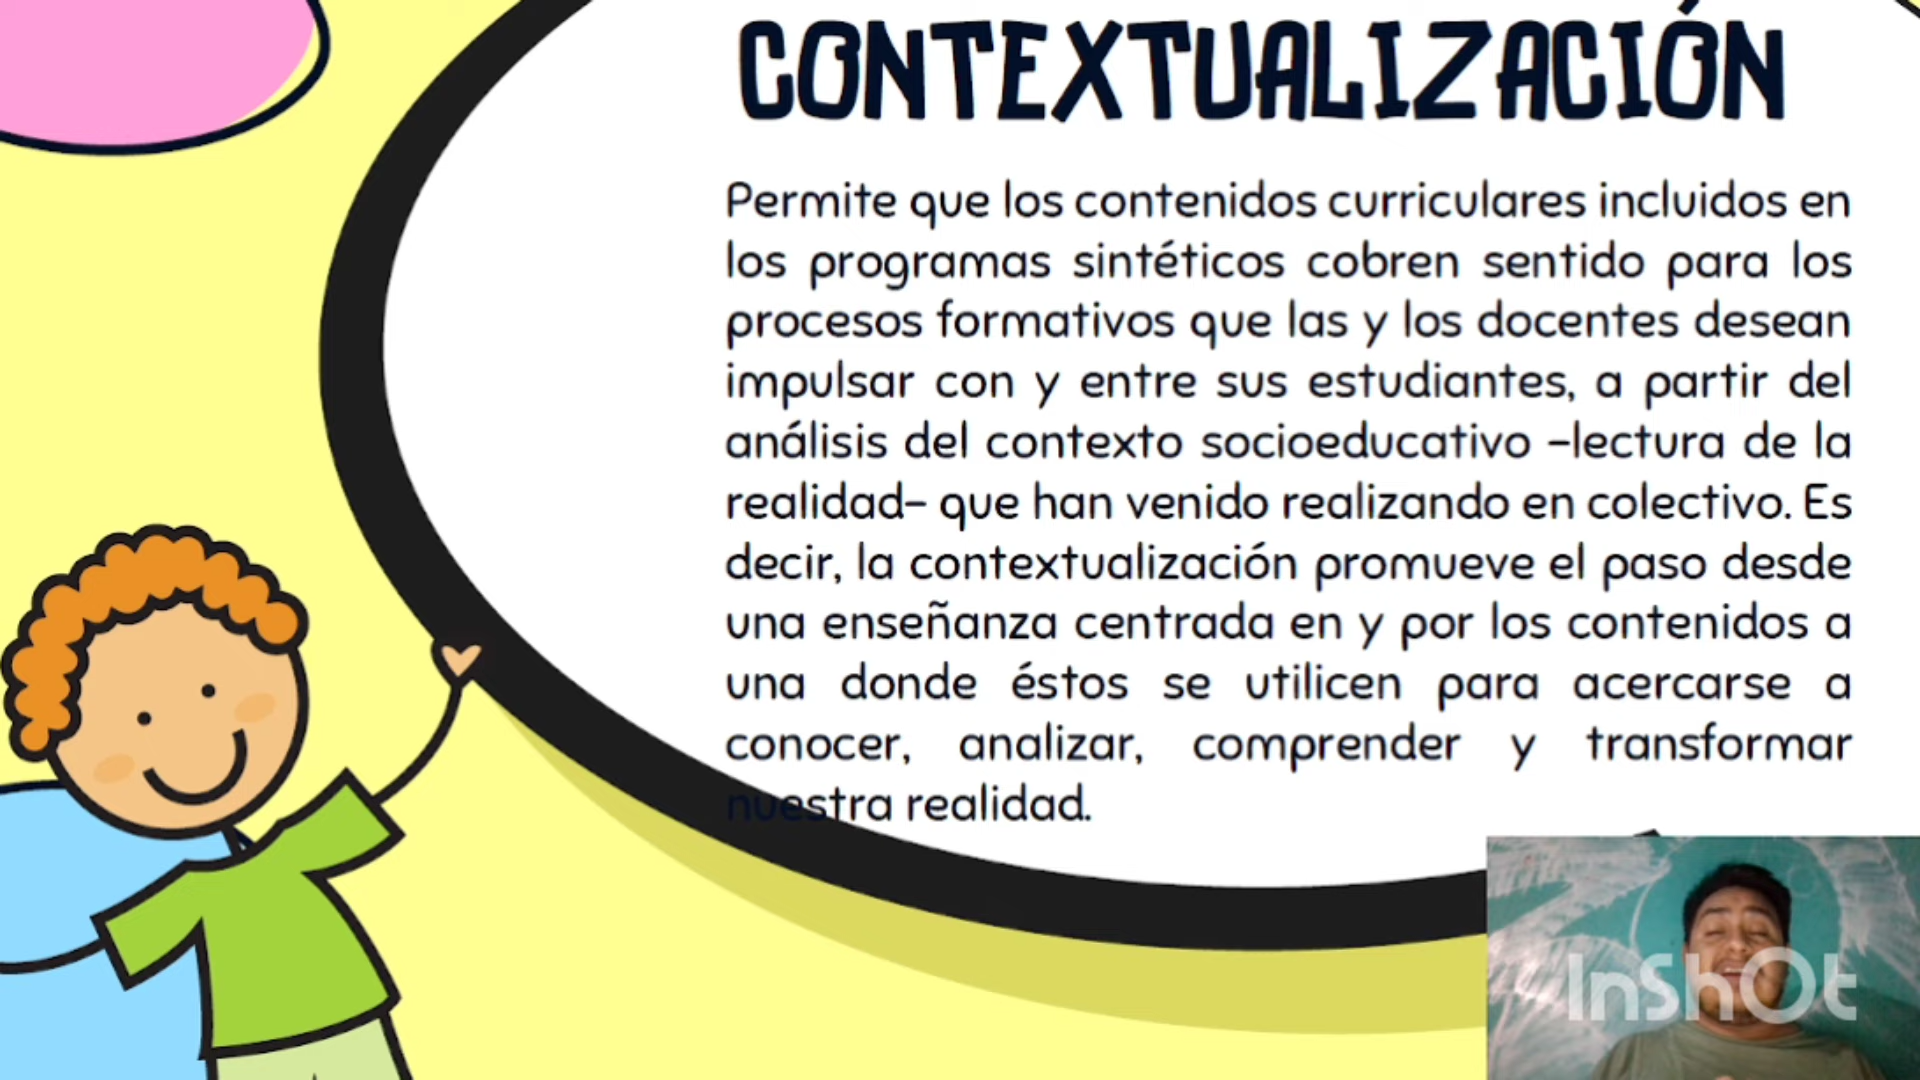 CONTEXTUALIZACIÓN
Permite que los contenidos curriculares incluidos en
los programas sintéticos cobren sentido para los
procesos formativos que las y los docentes desean
impulsar con y entre sus estudiantes, a partir del
análisis del contexto socioeducativo –lectura de la
realidad– que han venido realizando en colectivo. Es
decir, la contextualización promueve el paso desde
una enseñanza centrada en y por los contenidos a
una donde éstos se utilicen para acercarse a
conocer, analizar, comprender y transformar
nuestra realidad.
InShOt